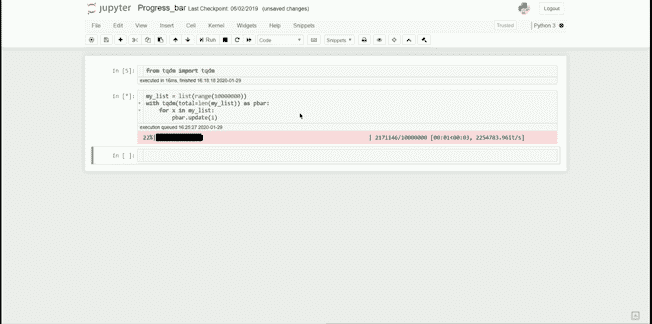 jupyter Progress_bar Last Checkpoint: 05/02/2019 (unsaved changes)
Logout
File Edit View Insert Cell Kernel Widgets Help Snippets
Trusted
Python 3
Run
Code
Snippets
In [5]:
from tqdm import tqdm
executed in 16ms, finished 16:18:18 2020-01-29
In [*]:
my_list = list(range(10000000))
with tqdm(total=len(my_list)) as pbar:
for x in my_list:
pbar.update(1)
execution queued 16:20:27 2020-01-29
22%| | 2171146/10000000 [00:01<00:03, 2254783.96it/s]
In [ ]: